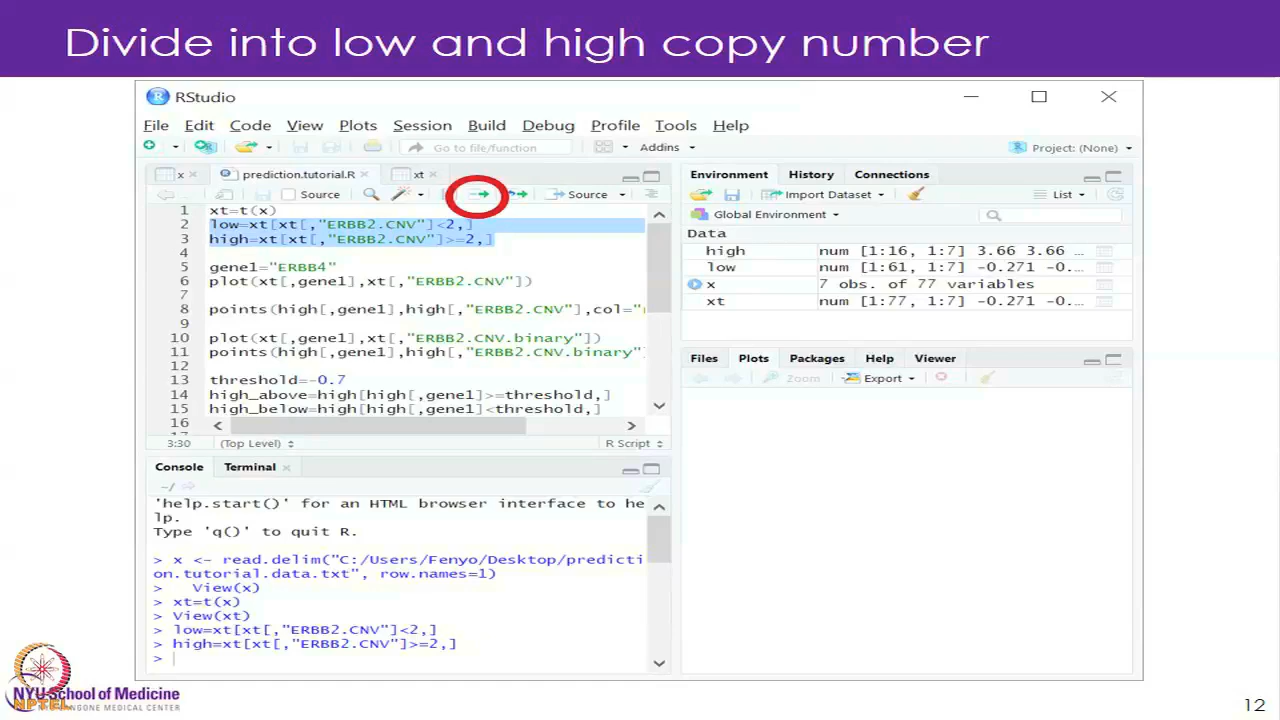 Divide into low and high copy number
RStudio
File Edit Code View Plots Session Build Debug Profile Tools Help
Go to file/function Addins Project: (None)
x prediction.tutorial.R xt
Source Source
1 xt=t(x)
2 low=xt[xt[,"ERBB2.CNV"]<2,]
3 high=xt[xt[,"ERBB2.CNV"]>=2,]
4
5 gene1="ERBB4"
6 plot(xt[,gene1],xt[,"ERBB2.CNV"])
7
8 points(high[,gene1],high[,"ERBB2.CNV"],col="
9
10 plot(xt[,gene1],xt[,"ERBB2.CNV.binary"])
11 points(high[,gene1],high[,"ERBB2.CNV.binary"
12
13 threshold=-0.7
14 high_above=high[high[,gene1]>=threshold,]
15 high_below=high[high[,gene1]<threshold,]
16
17
3:30 (Top Level) R Script
Console Terminal
~/
'help.start()' for an HTML browser interface to he
lp.
Type 'q()' to quit R.
> x <- read.delim("C:/Users/Fenyo/Desktop/predicti
on.tutorial.data.txt", row.names=1)
> View(x)
> xt=t(x)
> View(xt)
> low=xt[xt[,"ERBB2.CNV"]<2,]
> high=xt[xt[,"ERBB2.CNV"]>=2,]
>
Environment History Connections
Import Dataset List
Global Environment
Data
high num [1:16, 1:7] 3.66 3.66 ...
low num [1:61, 1:7] -0.271 -0...
x 7 obs. of 77 variables
xt num [1:77, 1:7] -0.271 -0...
Files Plots Packages Help Viewer
Zoom Export
NYU School of Medicine
NYU LANGONE MEDICAL CENTER
NPTEL
12